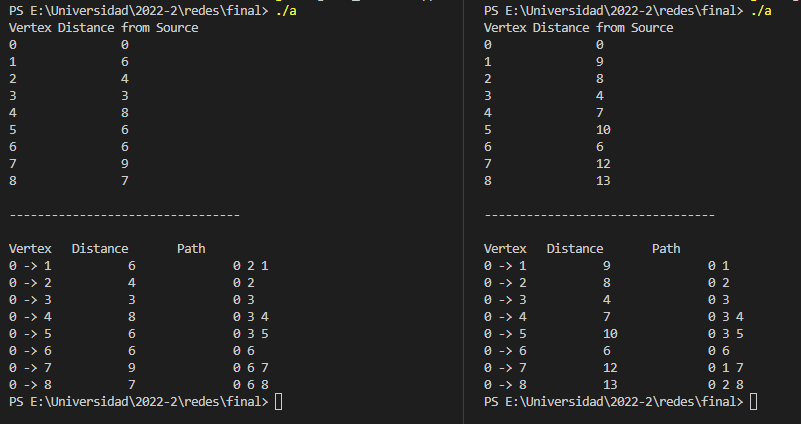 PS E:\Universidad\2022-2\redes\final> ./a
Vertex Distance from Source
0 0
1 6
2 4
3 3
4 8
5 6
6 6
7 9
8 7
---------------------------------
Vertex Distance Path
0 -> 1 6 0 2 1
0 -> 2 4 0 2
0 -> 3 3 0 3
0 -> 4 8 0 3 4
0 -> 5 6 0 3 5
0 -> 6 6 0 6
0 -> 7 9 0 6 7
0 -> 8 7 0 6 8
PS E:\Universidad\2022-2\redes\final>
PS E:\Universidad\2022-2\redes\final> ./a
Vertex Distance from Source
0 0
1 9
2 8
3 4
4 7
5 10
6 6
7 12
8 13
---------------------------------
Vertex Distance Path
0 -> 1 9 0 1
0 -> 2 8 0 2
0 -> 3 4 0 3
0 -> 4 7 0 3 4
0 -> 5 10 0 3 5
0 -> 6 6 0 6
0 -> 7 12 0 1 7
0 -> 8 13 0 2 8
PS E:\Universidad\2022-2\redes\final>